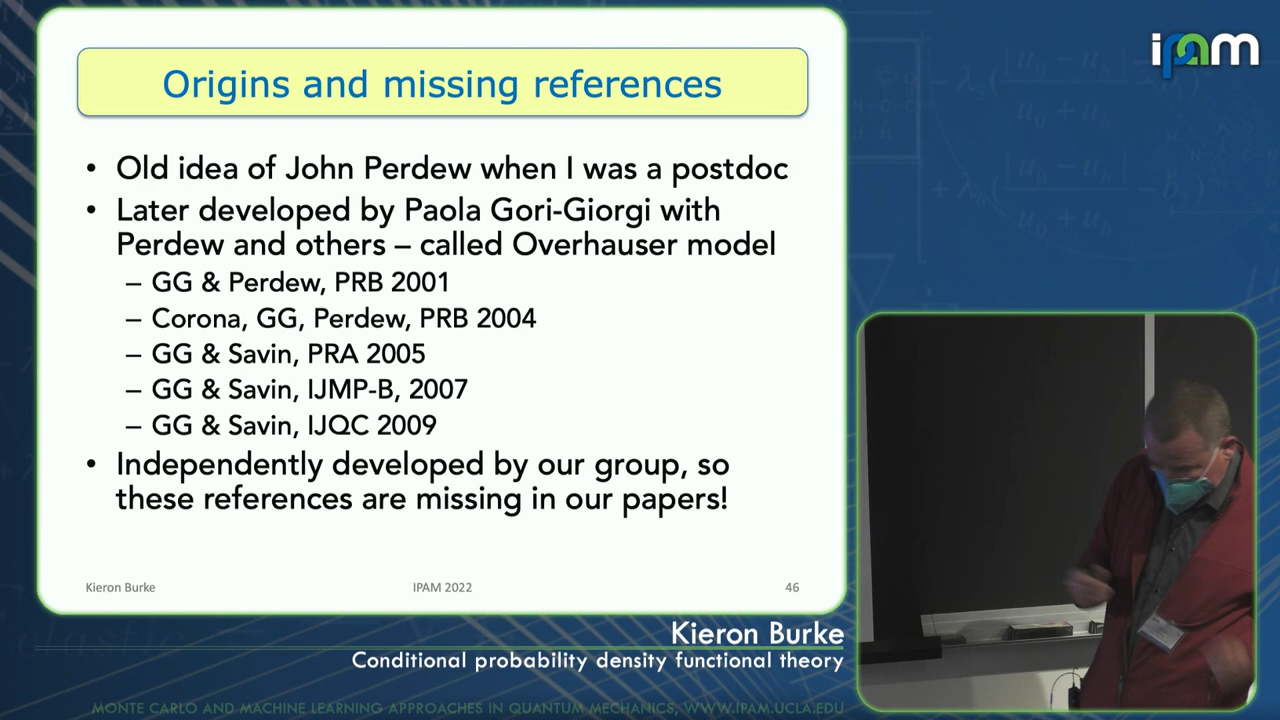 ipam
Origins and missing references
• Old idea of John Perdew when I was a postdoc
• Later developed by Paola Gori-Giorgi with
Perdew and others – called Overhauser model
– GG & Perdew, PRB 2001
– Corona, GG, Perdew, PRB 2004
– GG & Savin, PRA 2005
– GG & Savin, IJMP-B, 2007
– GG & Savin, IJQC 2009
• Independently developed by our group, so
these references are missing in our papers!
Kieron Burke IPAM 2022 46
Kieron Burke
Conditional probability density functional theory
MONTE CARLO AND MACHINE LEARNING APPROACHES IN QUANTUM MECHANICS, WWW.IPAM.UCLA.EDU